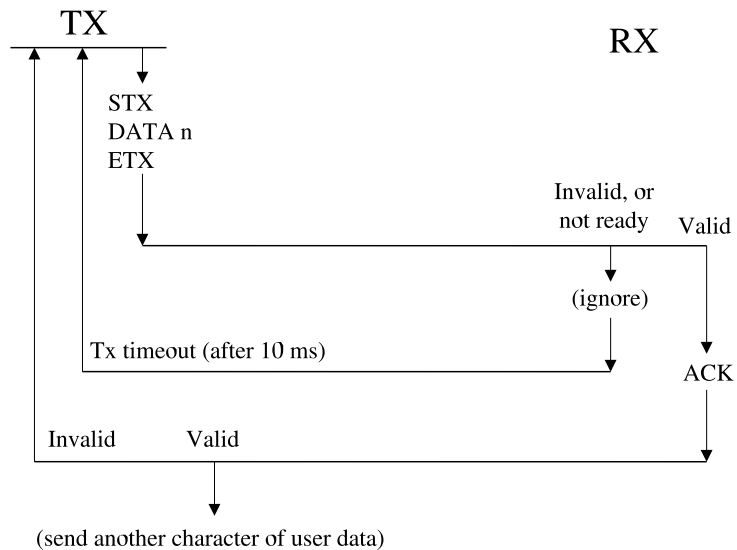 TX
RX
STX
DATA n
ETX
Invalid, or
not ready
Valid
(ignore)
Tx timeout (after 10 ms)
ACK
Invalid
Valid
(send another character of user data)